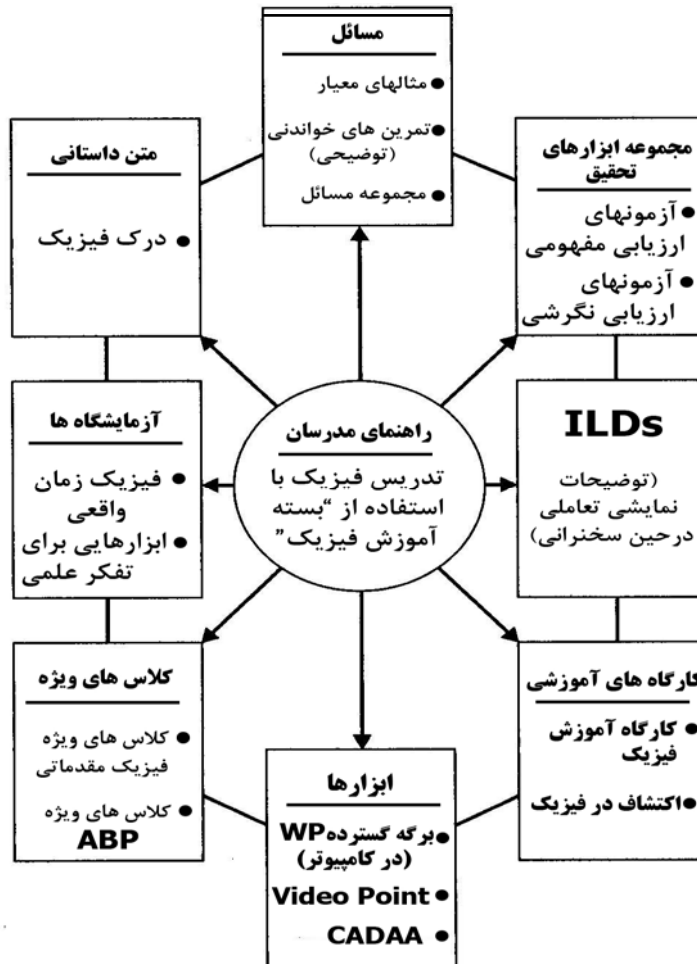 مسائل
● مثالهای معیار
● تمرین های خواندنی
(توضیحی)
● مجموعه مسائل
مجموعه ابزارهای
تحقیق
● آزمونهای
ارزیابی مفهومی
● آزمونهای
ارزیابی نگرشی
متن داستانی
● درک فیزیک
راهنمای مدرسان
تدریس فیزیک با
استفاده از “بسته
آموزش فیزیک”
ILDs
(توضیحات
نمایشی تعاملی
درحین سخنرانی)
آزمایشگاه ها
● فیزیک زمان
واقعی
● ابزارهایی برای
تفکر علمی
کارگاه های آموزشی
● کارگاه آموزش
فیزیک
● اکتشاف در فیزیک
کلاس های ویژه
● کلاس های ویژه
فیزیک مقدماتی
● کلاس های ویژه
ABP
ابزارها
● برگه گسترده WP
(در کامپیوتر)
● Video Point
● CADAA